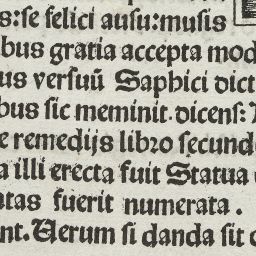 s: se felici ausu: musis
bus gratia accepta mod
us versuū Saphici dict
bus sic meminit. dicens:
e remedijs libro secund
a illi erecta fuit Statua
atas fuerit numerata.
nt. Uerum si danda sit